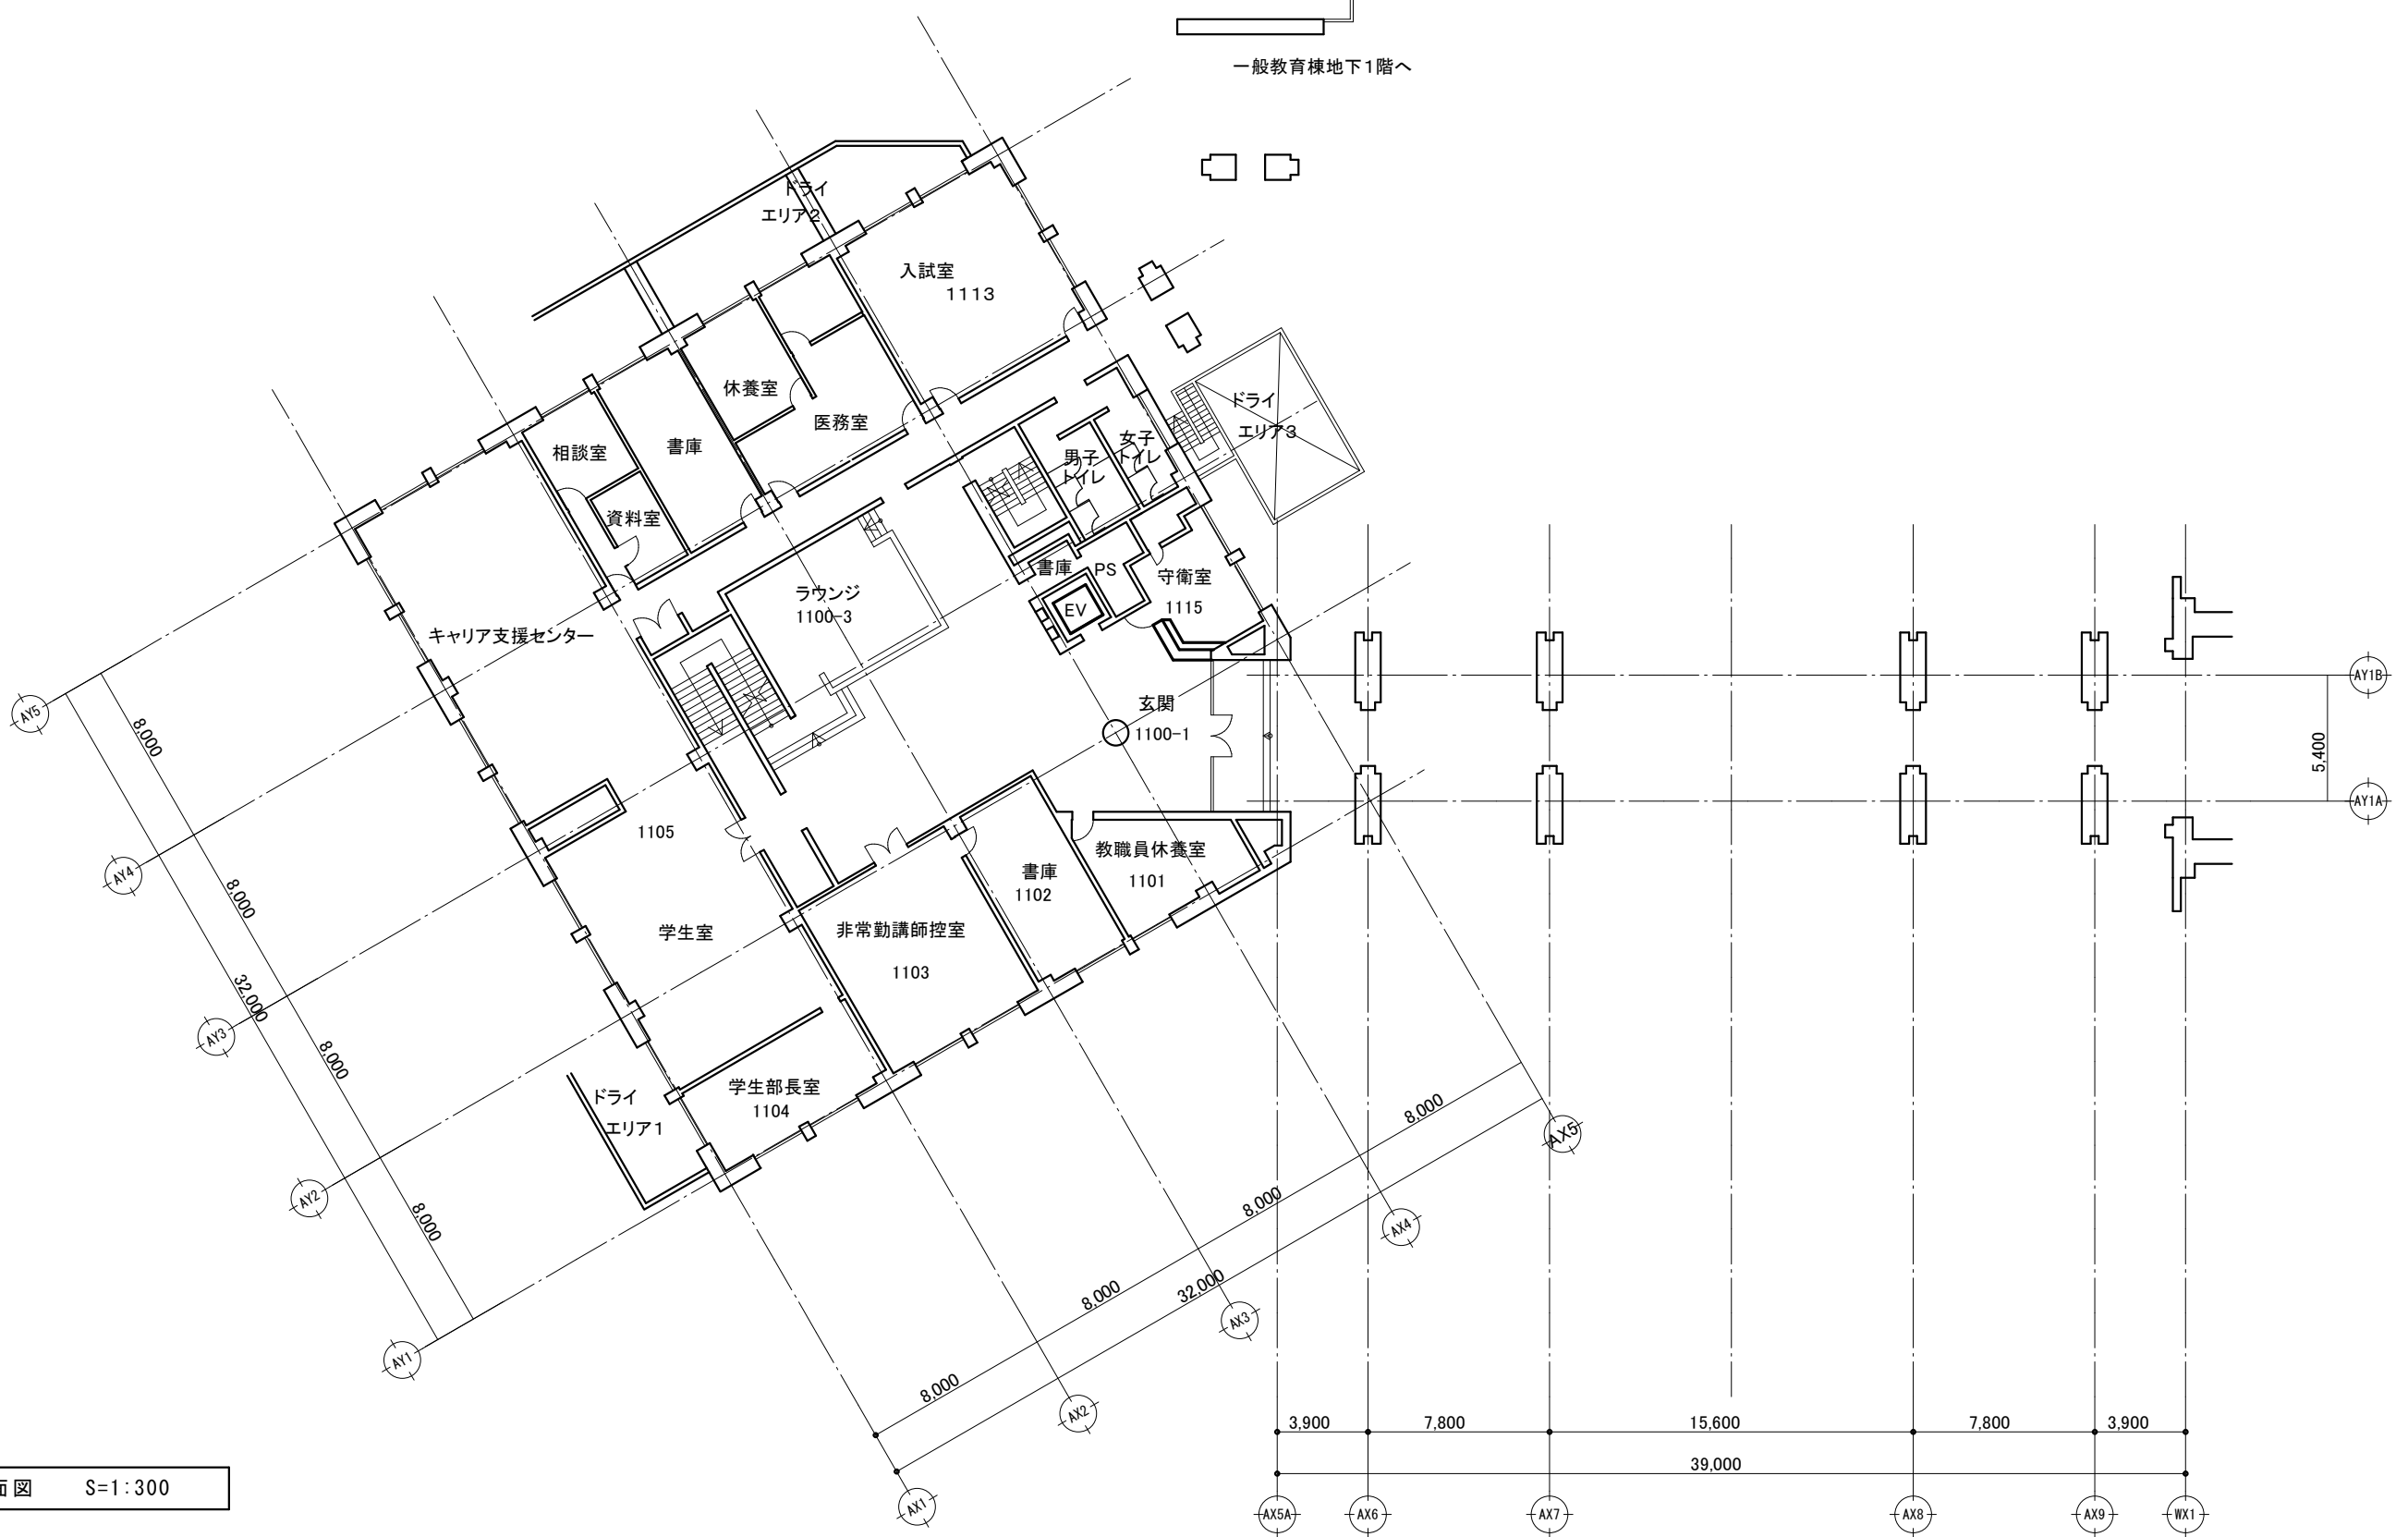 一般教育棟地下1階へ
ドライ
エリア2
入試室
1113
休養室
医務室
書庫
相談室
資料室
女子
トイレ
男子
トイレ
ドライ
エリア3
書庫
PS
EV
守衛室
1115
ラウンジ
1100-3
キャリア支援センター
玄関
1100-1
1105
教職員休養室
1101
書庫
1102
学生室
非常勤講師控室
1103
学生部長室
1104
ドライ
エリア1
AY5
AY4
AY3
AY2
AY1
8,000
8,000
8,000
8,000
32,000
8,000
8,000
8,000
8,000
32,000
AX1
AX2
AX3
AX4
AX5
AY1B
5,400
AY1A
3,900
7,800
15,600
7,800
3,900
39,000
AX5A
AX6
AX7
AX8
AX9
WX1
図 S=1:300